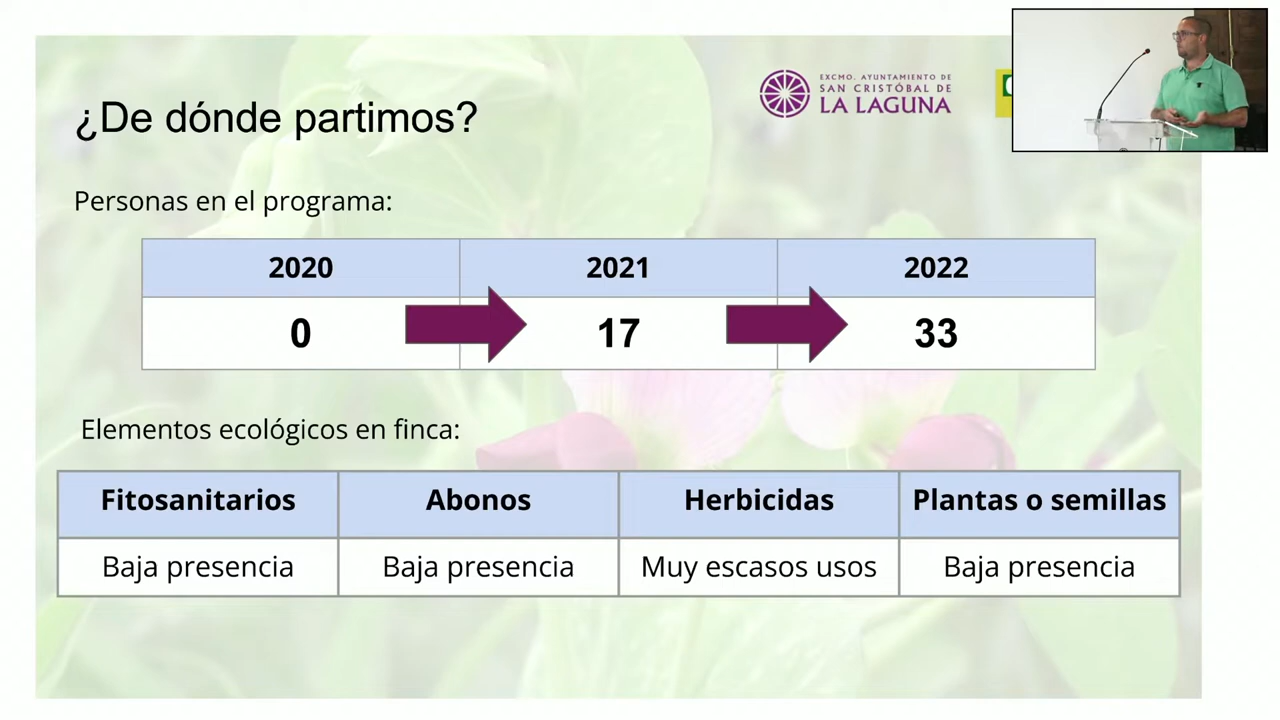 ¿De dónde partimos?
EXCMO. AYUNTAMIENTO DE
SAN CRISTÓBAL DE
LA LAGUNA
Personas en el programa:
2020 2021 2022
0 17 33
Elementos ecológicos en finca:
Fitosanitarios Abonos Herbicidas Plantas o semillas
Baja presencia Baja presencia Muy escasos usos Baja presencia